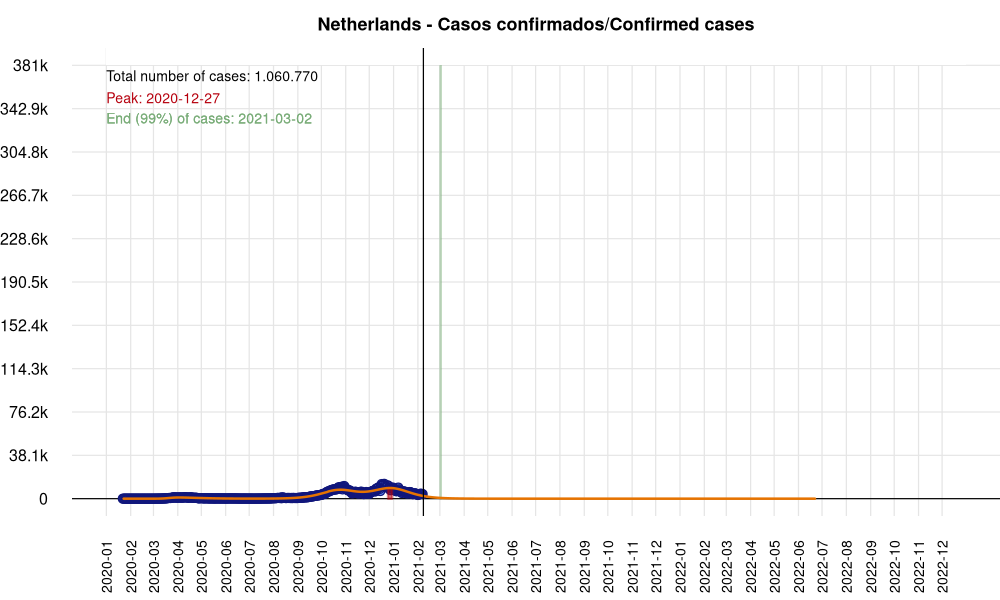 Netherlands - Casos confirmados/Confirmed cases
381k
342.9k
304.8k
266.7k
228.6k
190.5k
152.4k
114.3k
76.2k
38.1k
0
Total number of cases: 1.060.770
Peak: 2020-12-27
End (99%) of cases: 2021-03-02
2020-01
2020-02
2020-03
2020-04
2020-05
2020-06
2020-07
2020-08
2020-09
2020-10
2020-11
2020-12
2021-01
2021-02
2021-03
2021-04
2021-05
2021-06
2021-07
2021-08
2021-09
2021-10
2021-11
2021-12
2022-01
2022-02
2022-03
2022-04
2022-05
2022-06
2022-07
2022-08
2022-09
2022-10
2022-11
2022-12